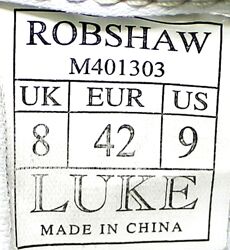 ROBSHAW
M401303
UK EUR US
8 42 9
LUKE
MADE IN CHINA